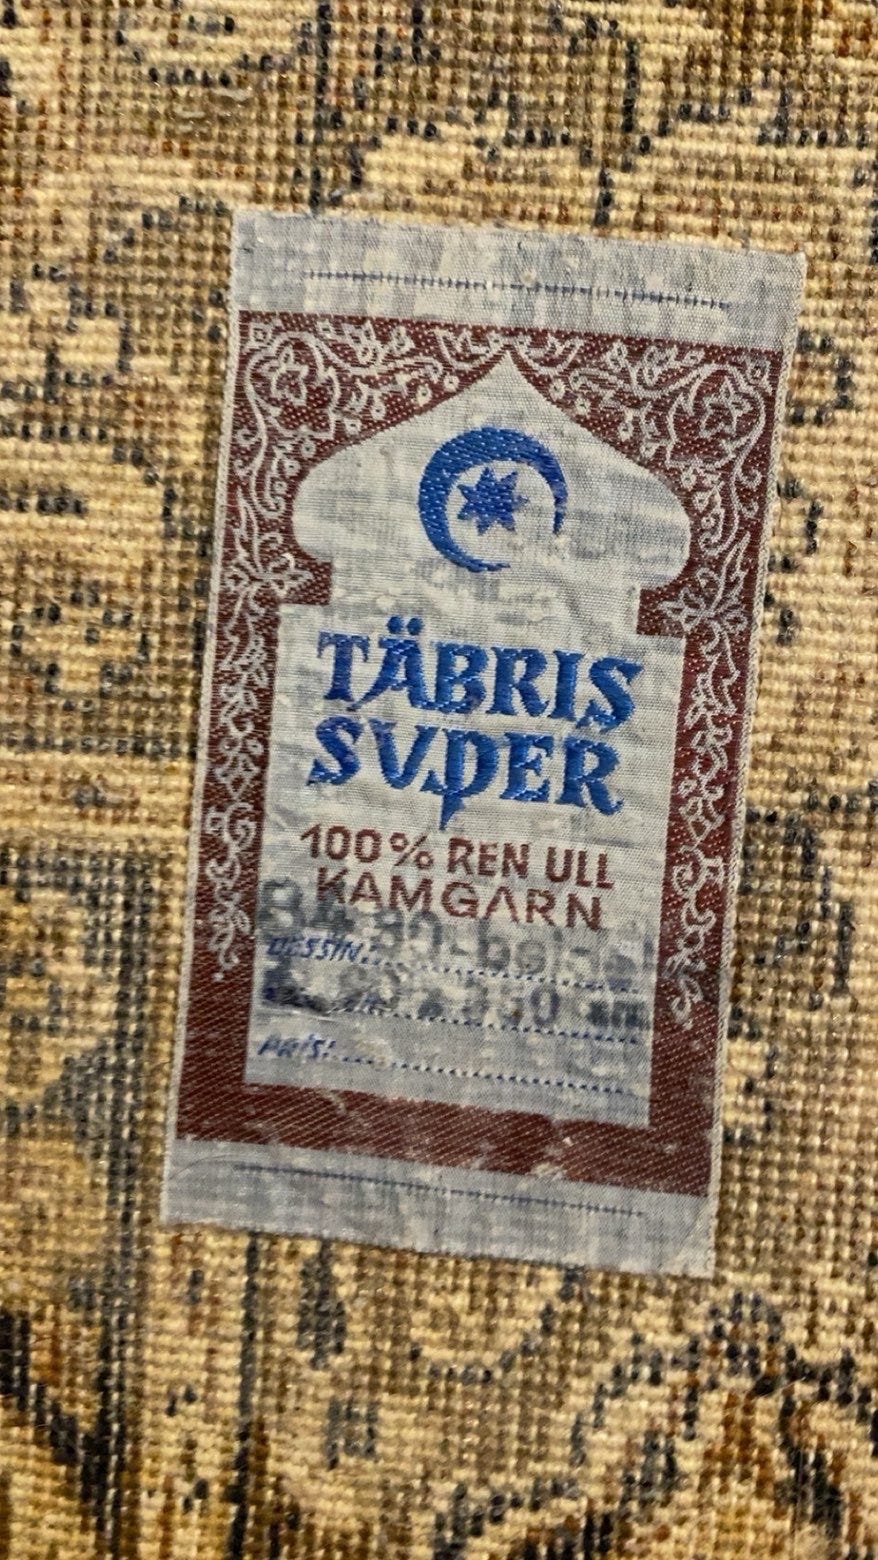 TÄBRIS
SUPER
100% REN ULL
KAMGARN
DESSIN:
PRIS: